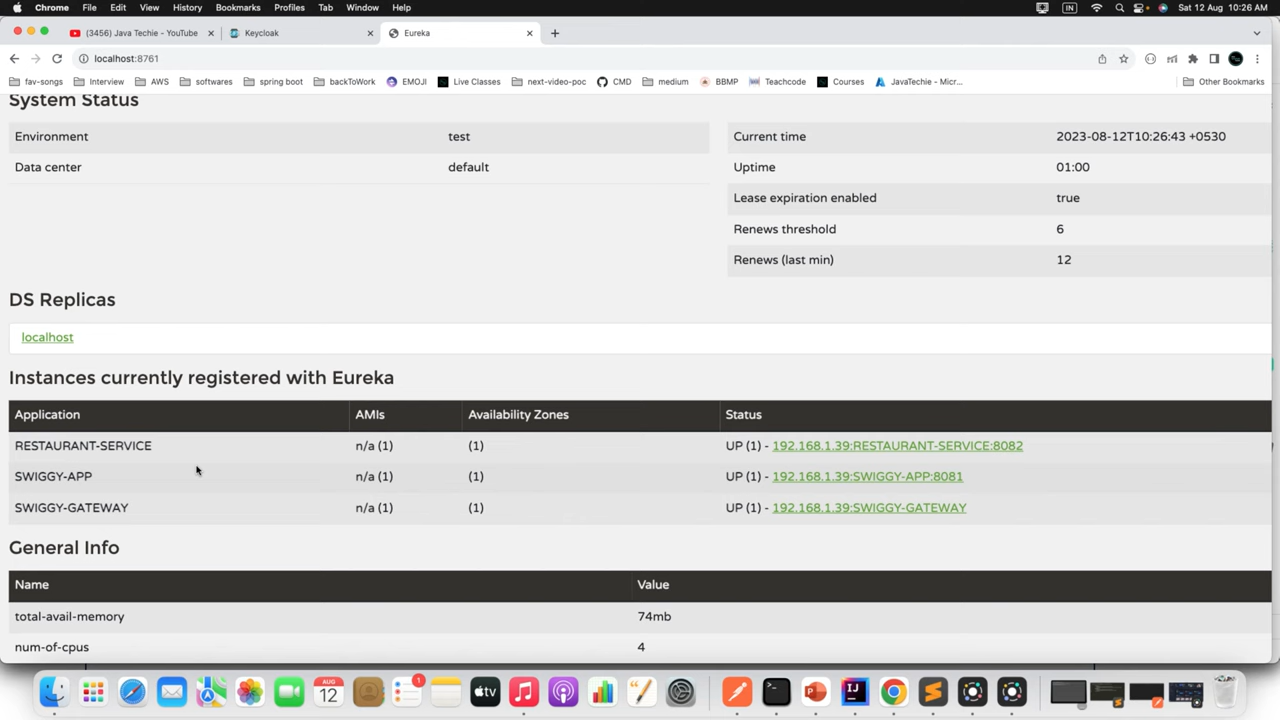 Chrome File Edit View History Bookmarks Profiles Tab Window Help IN Sat 12 Aug 10:26 AM
(3456) Java Techie - YouTube Keycloak Eureka
localhost:8761
fav-songs Interview AWS softwares spring boot backToWork EMOJI Live Classes next-video-poc CMD medium BBMP Teachcode Courses JavaTechie - Micr... Other Bookmarks
System Status
Environment test Current time 2023-08-12T10:26:43 +0530
Data center default Uptime 01:00
Lease expiration enabled true
Renews threshold 6
Renews (last min) 12
DS Replicas
localhost
Instances currently registered with Eureka
Application AMIs Availability Zones Status
RESTAURANT-SERVICE n/a (1) (1) UP (1) - 192.168.1.39:RESTAURANT-SERVICE:8082
SWIGGY-APP n/a (1) (1) UP (1) - 192.168.1.39:SWIGGY-APP:8081
SWIGGY-GATEWAY n/a (1) (1) UP (1) - 192.168.1.39:SWIGGY-GATEWAY
General Info
Name Value
total-avail-memory 74mb
num-of-cpus 4
AUG
12
1
tv